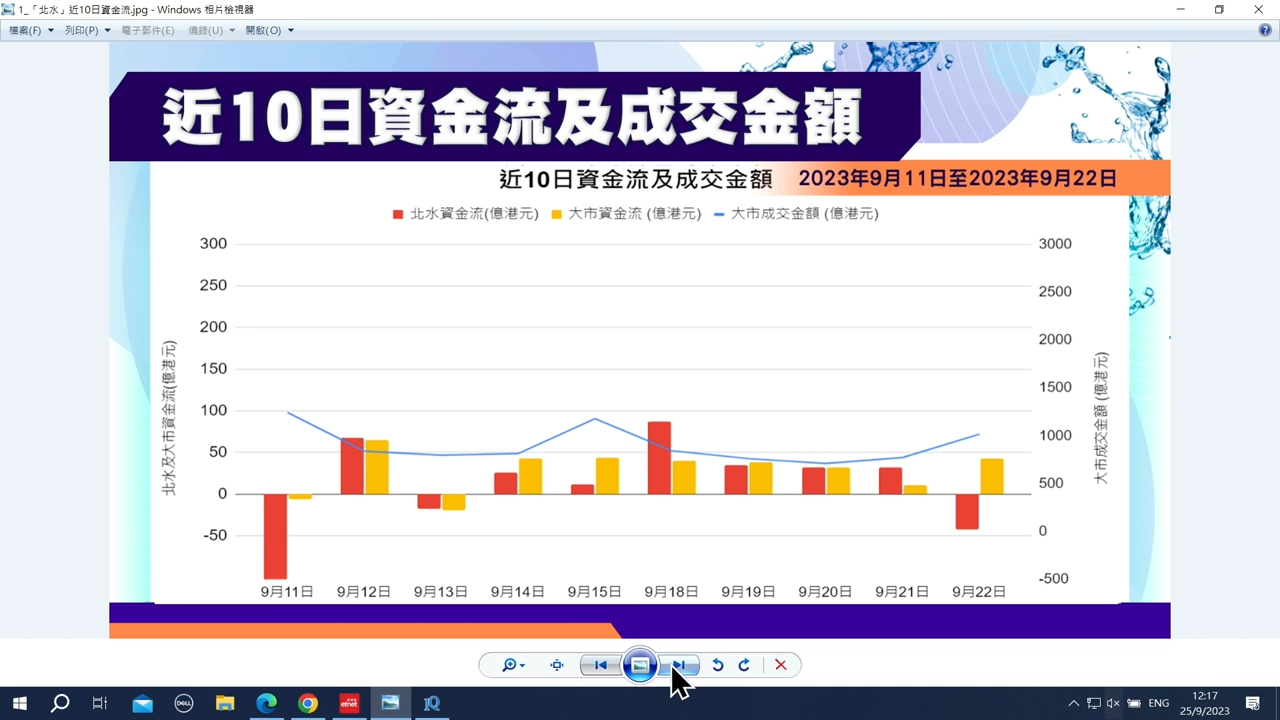 1_「北水」近10日資金流.jpg - Windows 相片檢視器
檔案(F) 列印(P) 電子郵件(E) 燒錄(U) 開啟(O)
近10日資金流及成交金額
近10日資金流及成交金額 2023年9月11日至2023年9月22日
北水資金流(億港元) 大市資金流 (億港元) 大市成交金額 (億港元)
300 3000
250 2500
200 2000
150 1500
100 1000
50 500
0 0
-50 -500
北水及大市資金流(億港元)
大市成交金額 (億港元)
9月11日 9月12日 9月13日 9月14日 9月15日 9月18日 9月19日 9月20日 9月21日 9月22日
DELL
etnet
IQ
ENG
12:17
25/9/2023